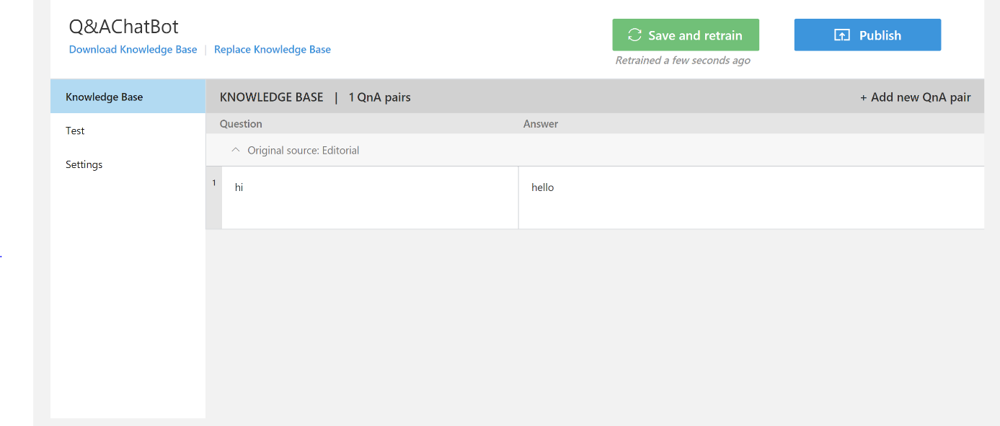 Q&AChatBot
Download Knowledge Base | Replace Knowledge Base
Save and retrain
Publish
Retrained a few seconds ago
Knowledge Base
Test
Settings
KNOWLEDGE BASE | 1 QnA pairs
+ Add new QnA pair
Question Answer
Original source: Editorial
1 hi hello